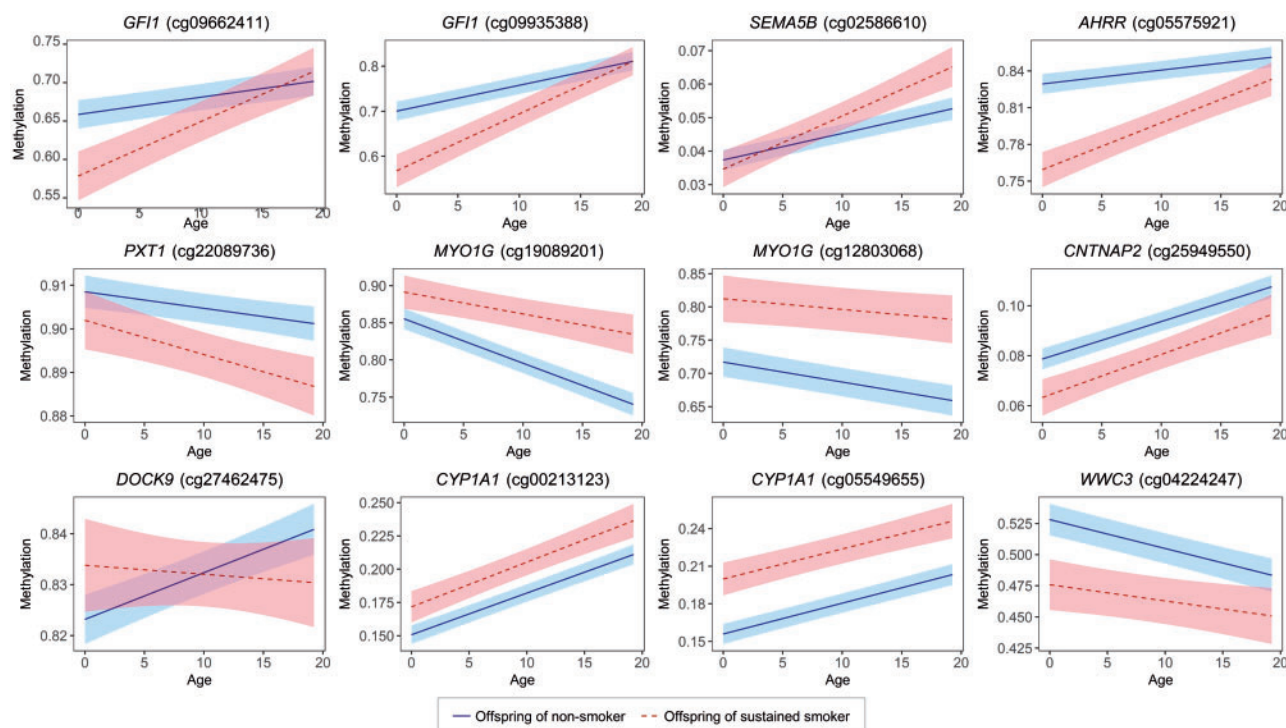 GFI1 (cg09662411)
GFI1 (cg09935388)
SEMA5B (cg02586610)
AHRR (cg05575921)
Methylation
0.75
0.70
0.65
0.60
0.55
0 5 10 15 20
Age
Methylation
0.8
0.7
0.6
0 5 10 15 20
Age
Methylation
0.07
0.06
0.05
0.04
0.03
0 5 10 15 20
Age
Methylation
0.84
0.81
0.78
0.75
0 5 10 15 20
Age
PXT1 (cg22089736)
MYO1G (cg19089201)
MYO1G (cg12803068)
CNTNAP2 (cg25949550)
Methylation
0.91
0.90
0.89
0.88
0 5 10 15 20
Age
Methylation
0.90
0.85
0.80
0.75
0 5 10 15 20
Age
Methylation
0.85
0.80
0.75
0.70
0.65
0 5 10 15 20
Age
Methylation
0.10
0.08
0.06
0 5 10 15 20
Age
DOCK9 (cg27462475)
CYP1A1 (cg00213123)
CYP1A1 (cg05549655)
WWC3 (cg04224247)
Methylation
0.84
0.83
0.82
0 5 10 15 20
Age
Methylation
0.250
0.225
0.200
0.175
0.150
0 5 10 15 20
Age
Methylation
0.24
0.21
0.18
0.15
0 5 10 15 20
Age
Methylation
0.525
0.500
0.475
0.450
0.425
0 5 10 15 20
Age
Offspring of non-smoker Offspring of sustained smoker